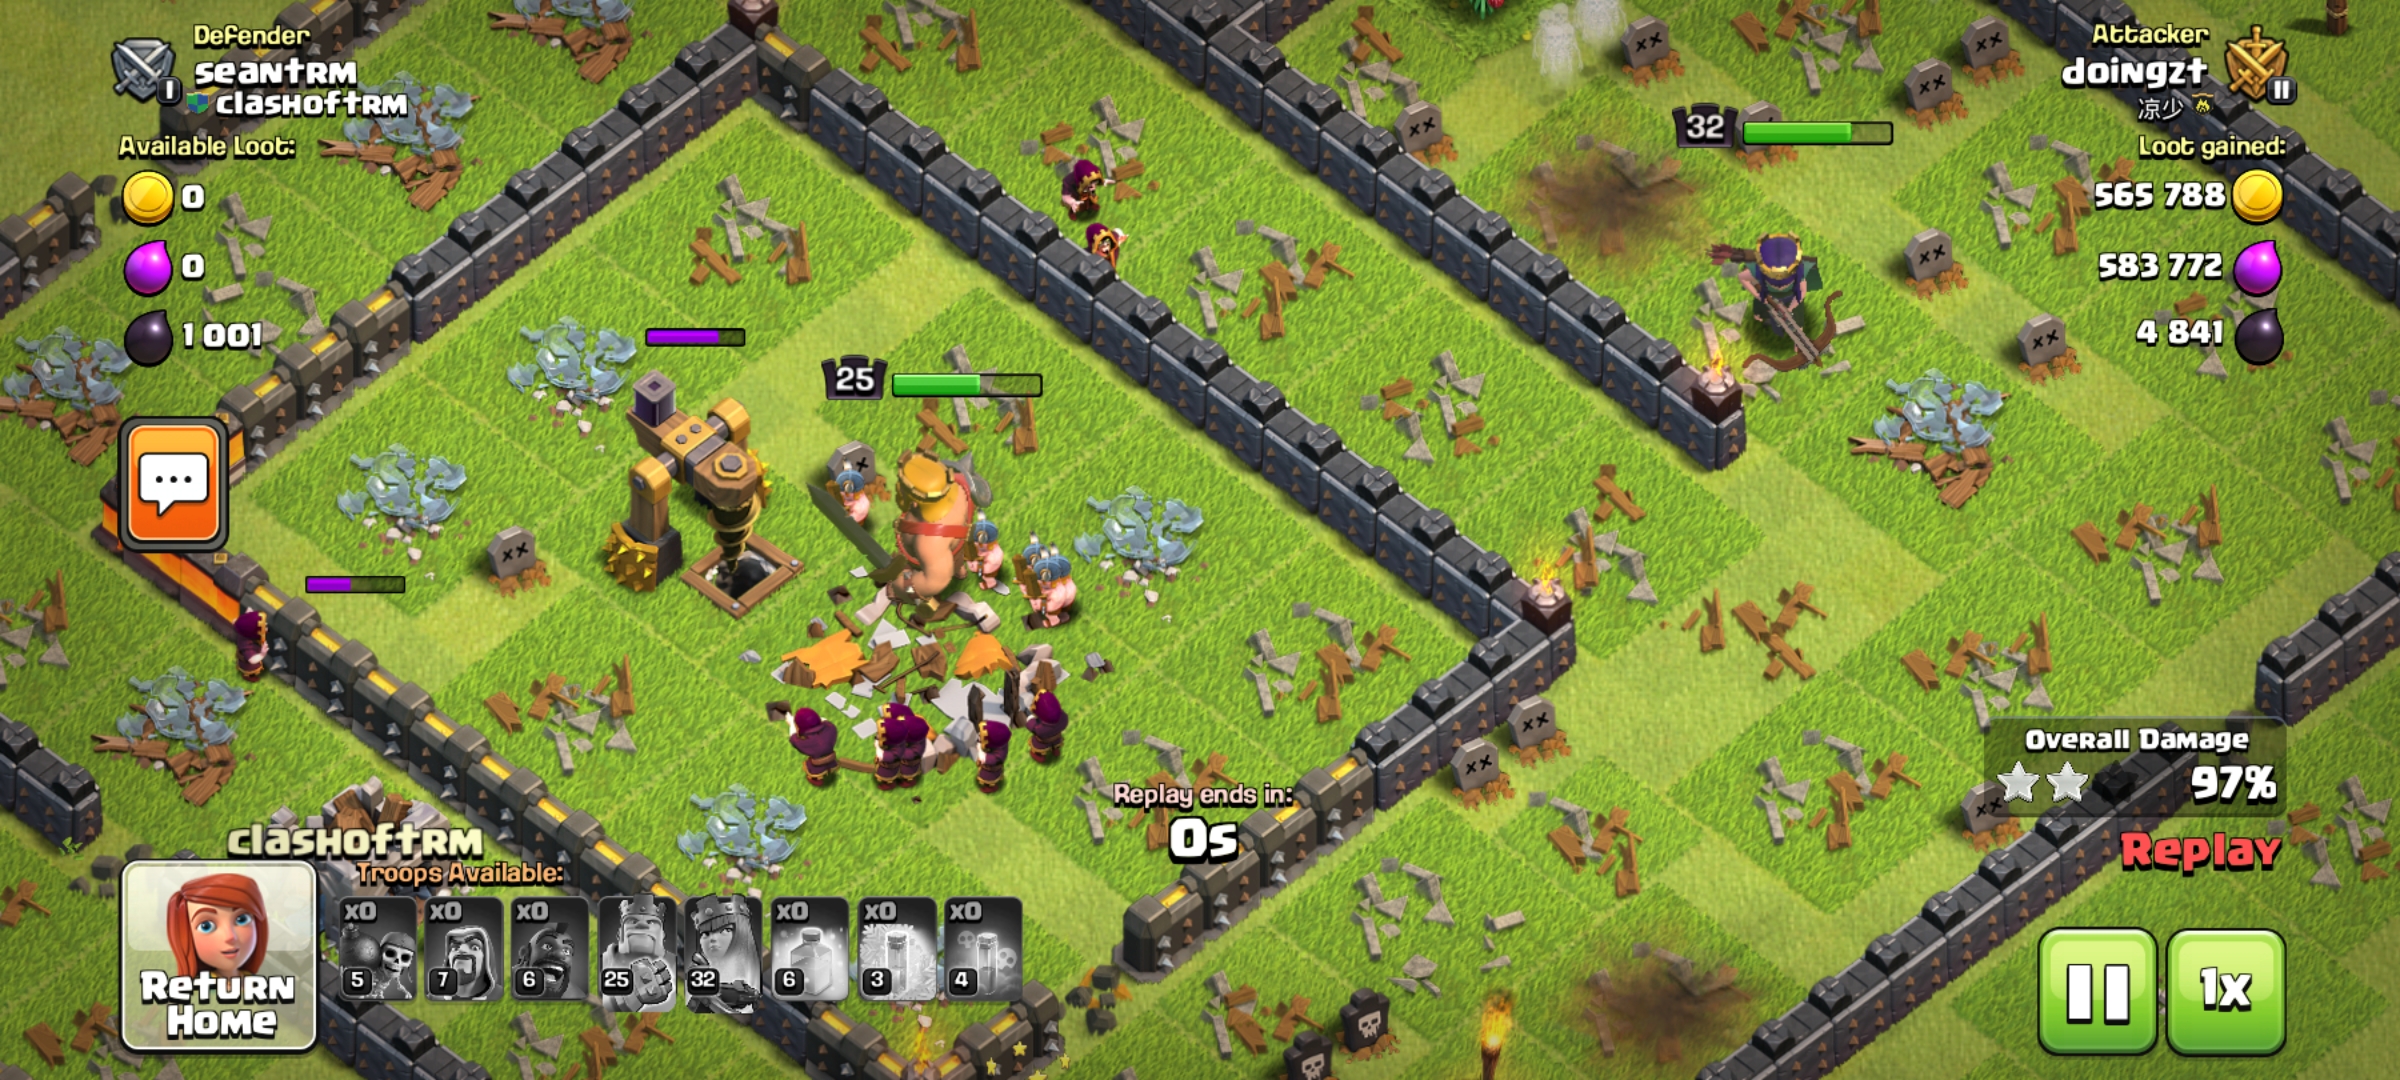 Defender
seantRM
I
clashoftRM
Available Loot:
0
0
1 001
Attacker
doingzt
II
凉少
Loot gained:
565 788
583 772
4 841
32
25
Replay ends in:
0s
Overall Damage
97%
Replay
clashoftRM
Troops Available:
x0 x0 x0 x0 x0 x0
5 7 6 25 32 6 3 4
Return
Home
1x